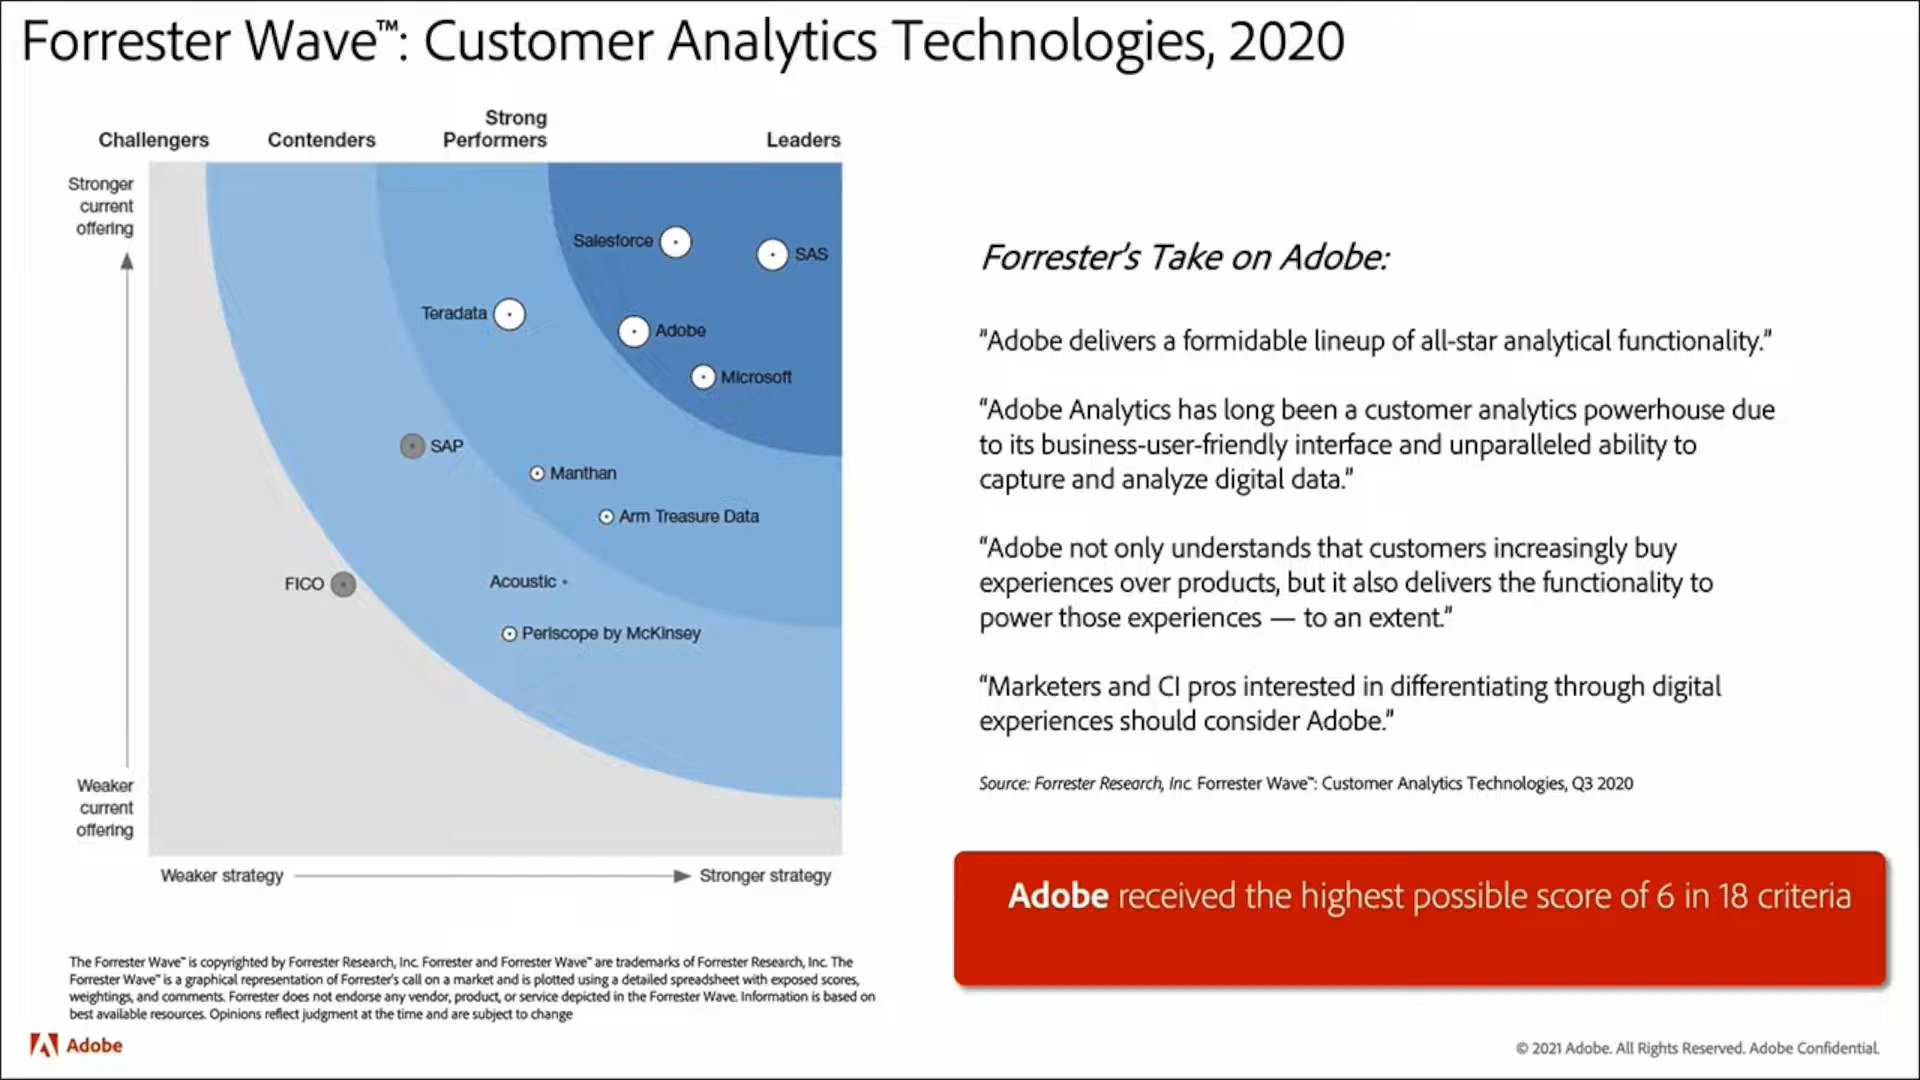 Forrester Wave™: Customer Analytics Technologies, 2020
Challengers
Contenders
Strong
Performers
Leaders
Stronger
current
offering
Salesforce
SAS
Teradata
Adobe
Microsoft
SAP
Manthan
Arm Treasure Data
FICO
Acoustic
Periscope by McKinsey
Weaker
current
offering
Weaker strategy
Stronger strategy
Forrester's Take on Adobe:
"Adobe delivers a formidable lineup of all-star analytical functionality."
"Adobe Analytics has long been a customer analytics powerhouse due
to its business-user-friendly interface and unparalleled ability to
capture and analyze digital data."
"Adobe not only understands that customers increasingly buy
experiences over products, but it also delivers the functionality to
power those experiences — to an extent."
"Marketers and CI pros interested in differentiating through digital
experiences should consider Adobe."
Source: Forrester Research, Inc. Forrester Wave™: Customer Analytics Technologies, Q3 2020
Adobe received the highest possible score of 6 in 18 criteria
The Forrester Wave™ is copyrighted by Forrester Research, Inc. Forrester and Forrester Wave™ are trademarks of Forrester Research, Inc. The
Forrester Wave™ is a graphical representation of Forrester's call on a market and is plotted using a detailed spreadsheet with exposed scores,
weightings, and comments. Forrester does not endorse any vendor, product, or service depicted in the Forrester Wave. Information is based on
best available resources. Opinions reflect judgment at the time and are subject to change
Adobe
© 2021 Adobe. All Rights Reserved. Adobe Confidential.